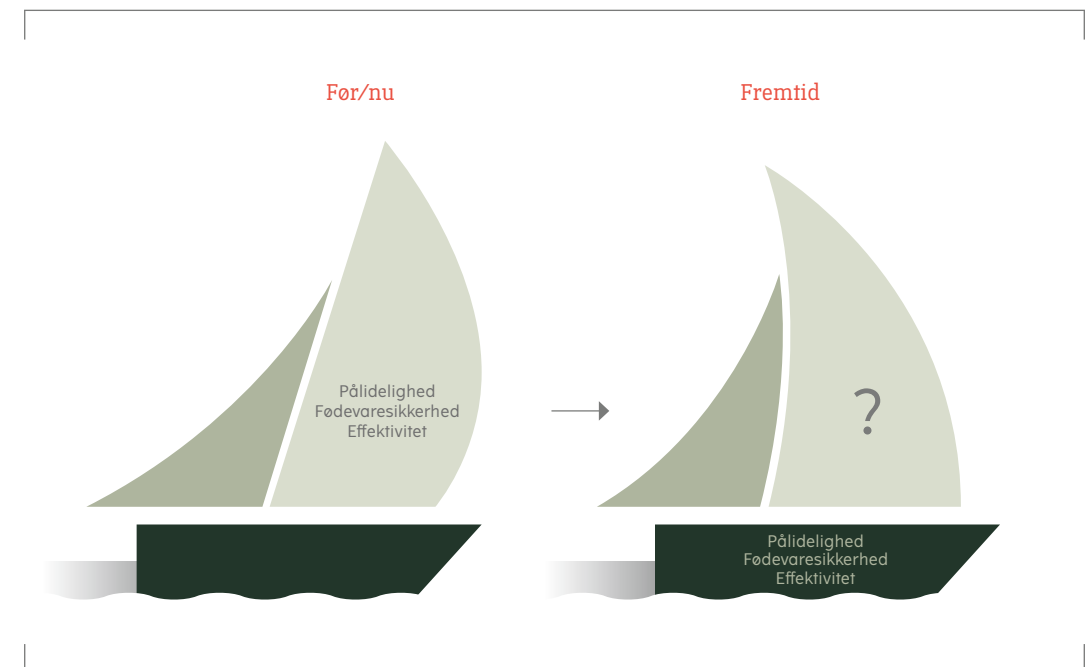 Før/nu
Fremtid
Pålidelighed
Fødevaresikkerhed
Effektivitet
?
Pålidelighed
Fødevaresikkerhed
Effektivitet